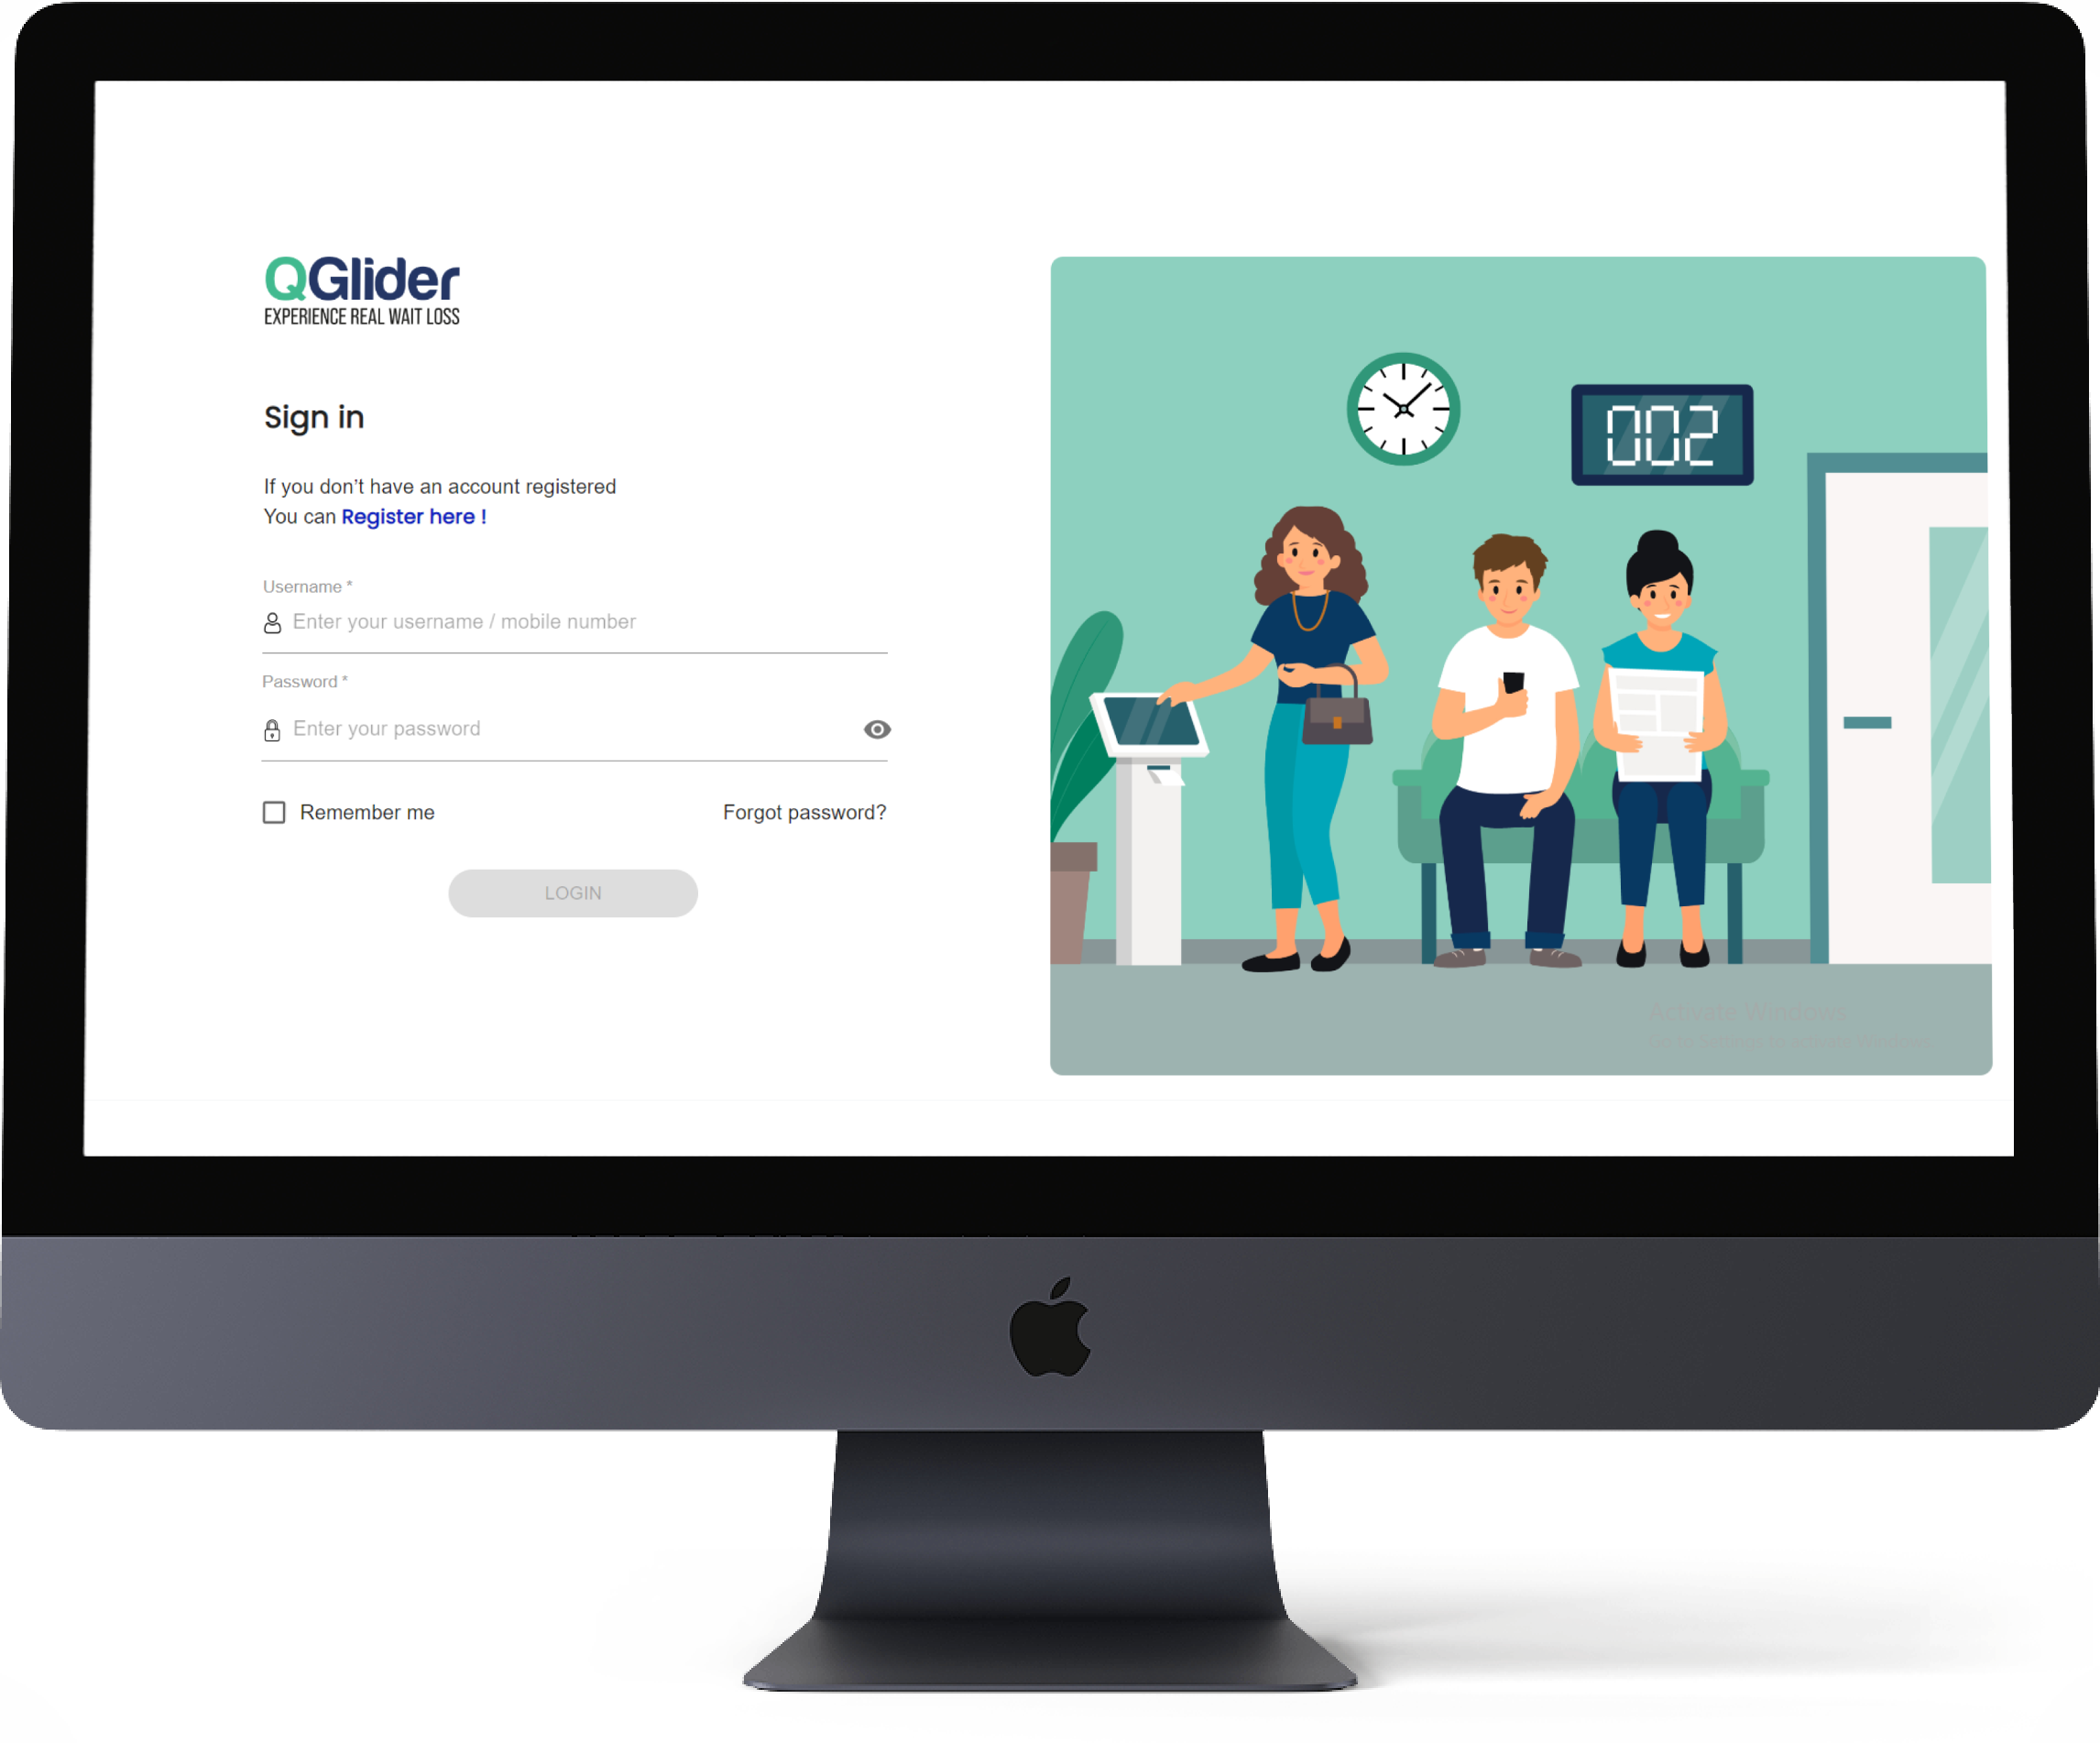 QGlider
EXPERIENCE REAL WAIT LOSS
Sign in
If you don’t have an account registered
You can Register here !
Username *
Enter your username / mobile number
Password *
Enter your password
Remember me
Forgot password?
LOGIN
002
Activate Windows